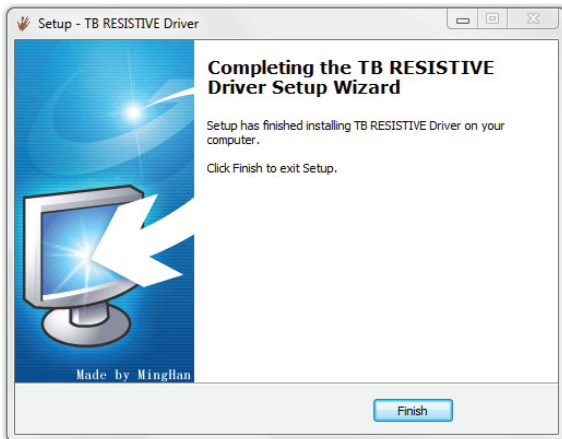 Setup - TB RESISTIVE Driver
Completing the TB RESISTIVE
Driver Setup Wizard
Setup has finished installing TB RESISTIVE Driver on your
computer.
Click Finish to exit Setup.
Made by MingHan
Finish